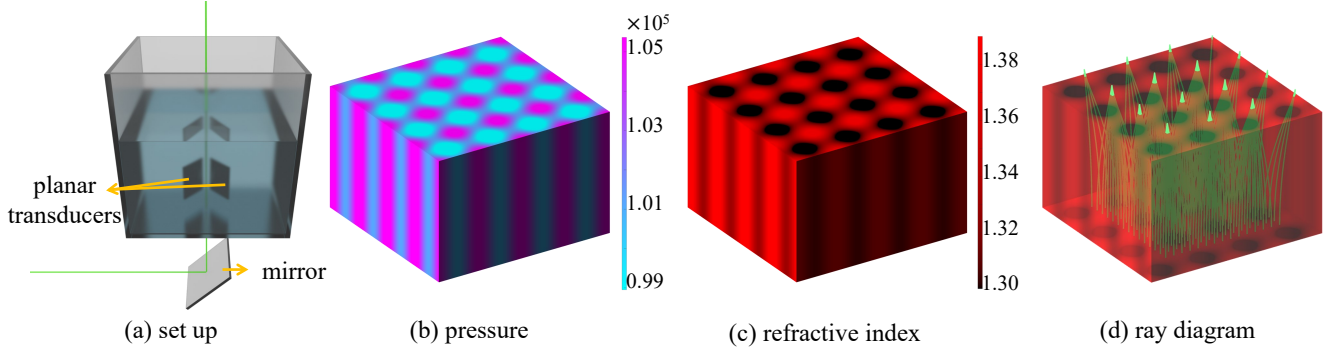 planar
transducers
mirror
(a) set up
×10⁵
1.05
1.03
1.01
0.99
(b) pressure
1.38
1.36
1.34
1.32
1.30
(c) refractive index
(d) ray diagram